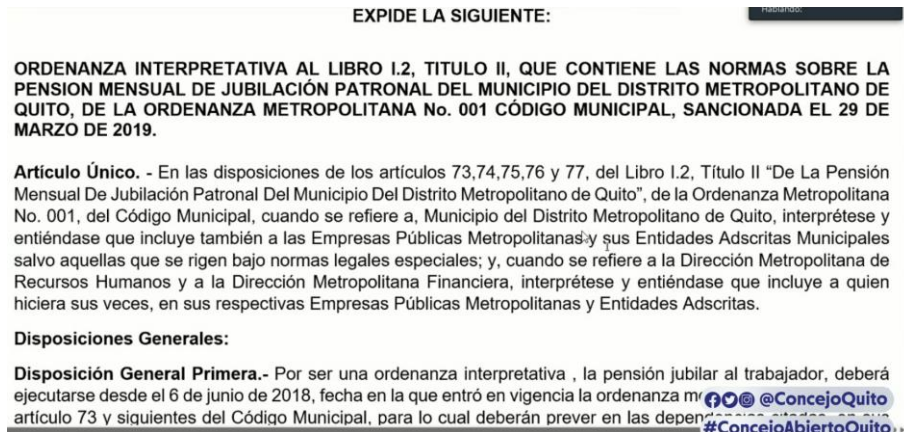 EXPIDE LA SIGUIENTE:
Hablando:
ORDENANZA INTERPRETATIVA AL LIBRO I.2, TITULO II, QUE CONTIENE LAS NORMAS SOBRE LA
PENSION MENSUAL DE JUBILACIÓN PATRONAL DEL MUNICIPIO DEL DISTRITO METROPOLITANO DE
QUITO, DE LA ORDENANZA METROPOLITANA No. 001 CÓDIGO MUNICIPAL, SANCIONADA EL 29 DE
MARZO DE 2019.
Artículo Único. - En las disposiciones de los artículos 73,74,75,76 y 77, del Libro I.2, Título II “De La Pensión
Mensual De Jubilación Patronal Del Municipio Del Distrito Metropolitano de Quito”, de la Ordenanza Metropolitana
No. 001, del Código Municipal, cuando se refiere a, Municipio del Distrito Metropolitano de Quito, interprétese y
entiéndase que incluye también a las Empresas Públicas Metropolitanas y sus Entidades Adscritas Municipales
salvo aquellas que se rigen bajo normas legales especiales; y, cuando se refiere a la Dirección Metropolitana de
Recursos Humanos y a la Dirección Metropolitana Financiera, interprétese y entiéndase que incluye a quien
hiciera sus veces, en sus respectivas Empresas Públicas Metropolitanas y Entidades Adscritas.
Disposiciones Generales:
Disposición General Primera.- Por ser una ordenanza interpretativa , la pensión jubilar al trabajador, deberá
ejecutarse desde el 6 de junio de 2018, fecha en la que entró en vigencia la ordenanza
@ConcejoQuito
artículo 73 y siguientes del Código Municipal, para lo cual deberán prever en las
#ConcejoAbiertoQuito